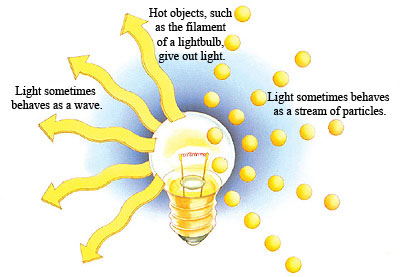 Hot objects, such
as the filament
of a lightbulb,
give out light.
Light sometimes
behaves as a wave.
Light sometimes behaves
as a stream of particles.